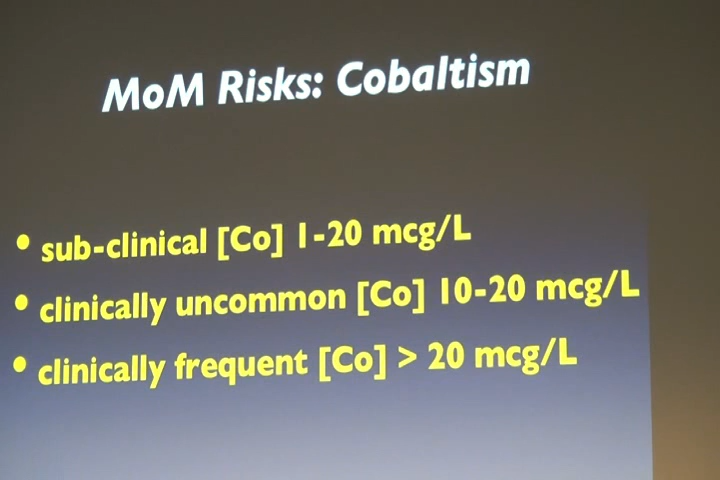 MoM Risks: Cobaltism
• sub-clinical [Co] 1-20 mcg/L
• clinically uncommon [Co] 10-20 mcg/L
• clinically frequent [Co] > 20 mcg/L